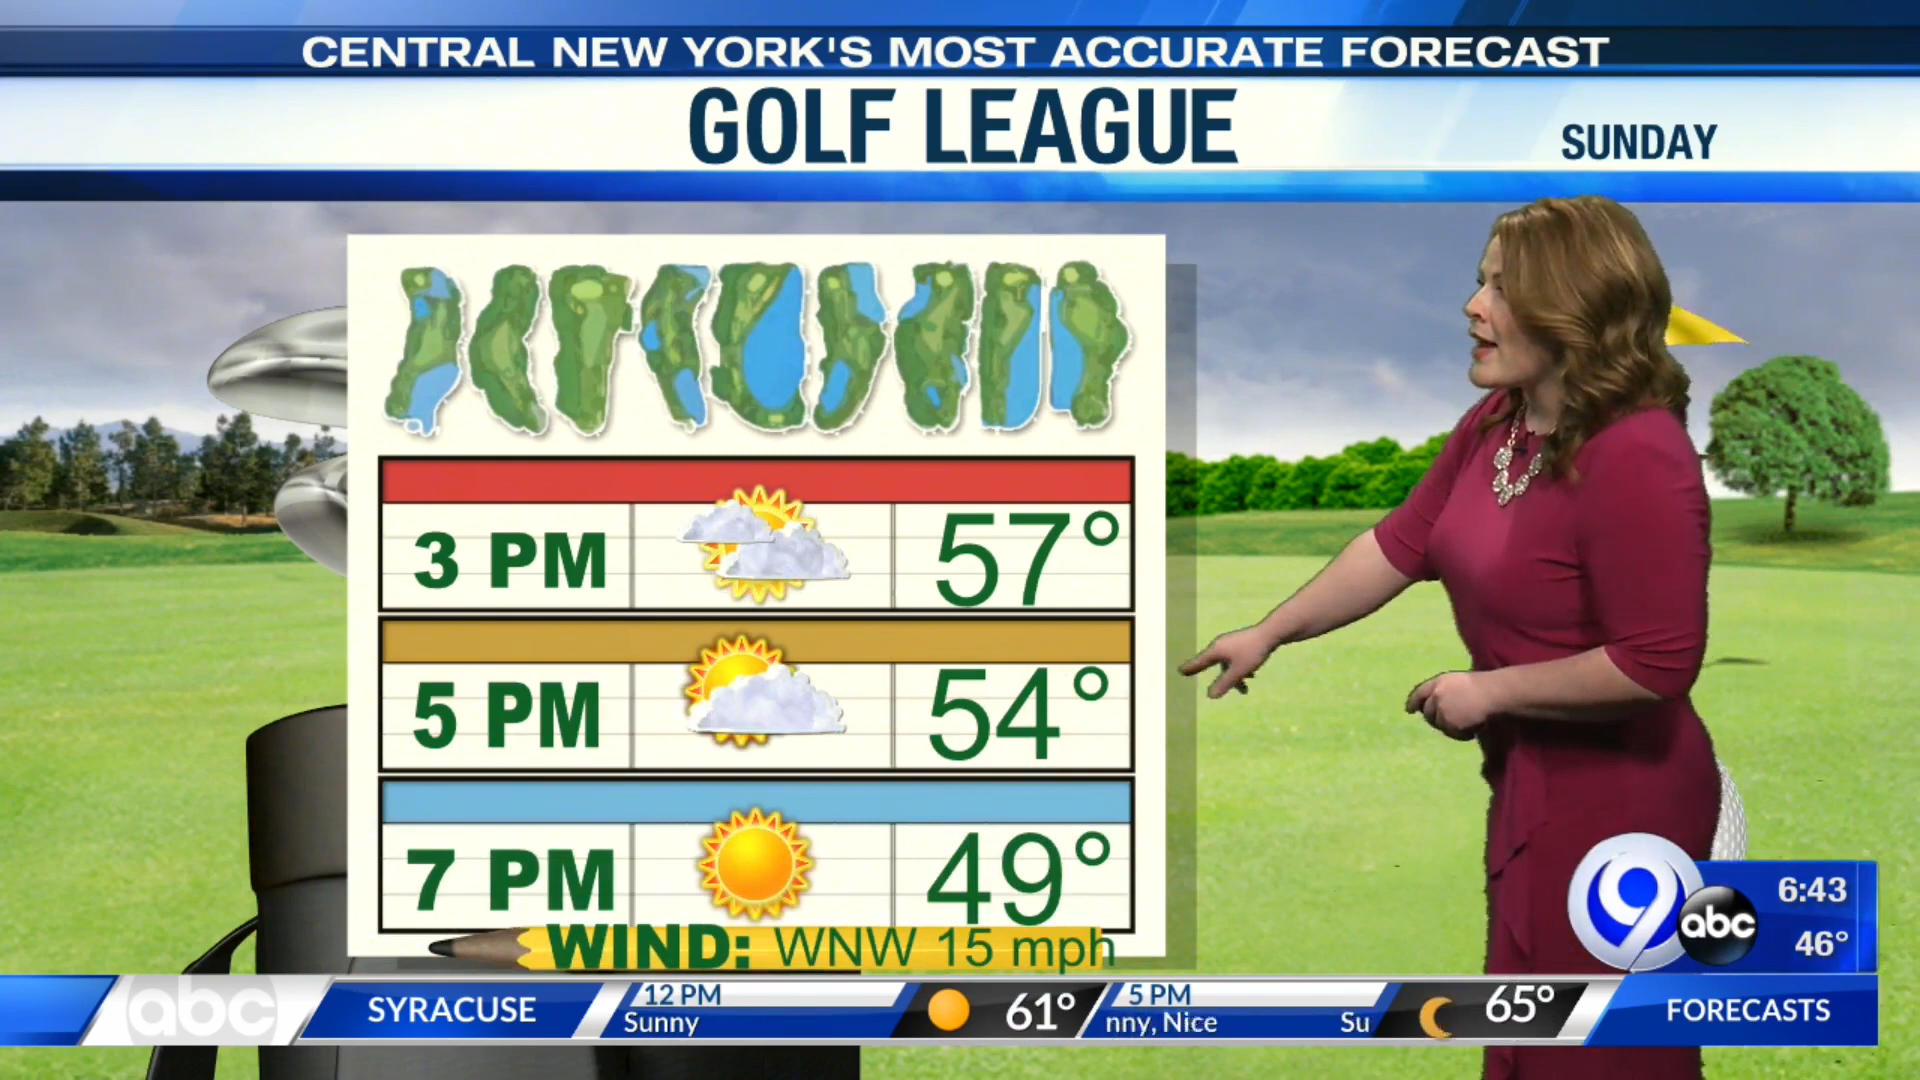 CENTRAL NEW YORK'S MOST ACCURATE FORECAST
GOLF LEAGUE
SUNDAY
3 PM 57°
5 PM 54°
7 PM 49°
WIND: WNW 15 mph
9 abc 6:43
46°
abc SYRACUSE
12 PM
Sunny
61°
5 PM
nny, Nice Su
65°
FORECASTS